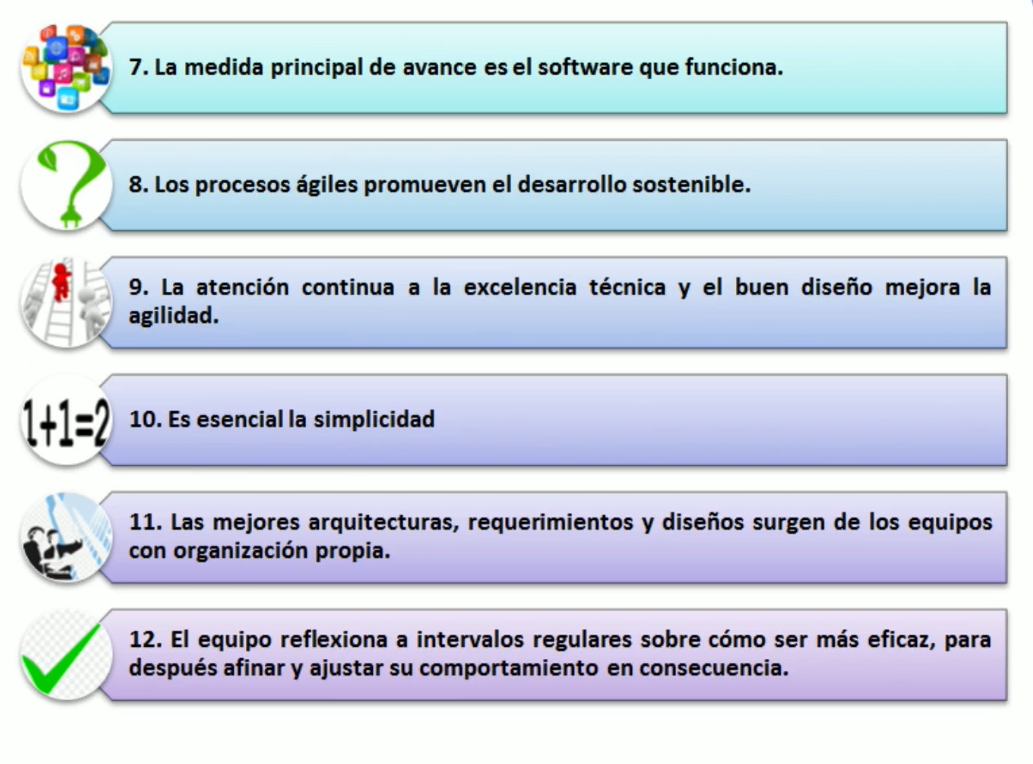 7. La medida principal de avance es el software que funciona.
8. Los procesos ágiles promueven el desarrollo sostenible.
9. La atención continua a la excelencia técnica y el buen diseño mejora la
agilidad.
1+1=2
10. Es esencial la simplicidad
11. Las mejores arquitecturas, requerimientos y diseños surgen de los equipos
con organización propia.
12. El equipo reflexiona a intervalos regulares sobre cómo ser más eficaz, para
después afinar y ajustar su comportamiento en consecuencia.